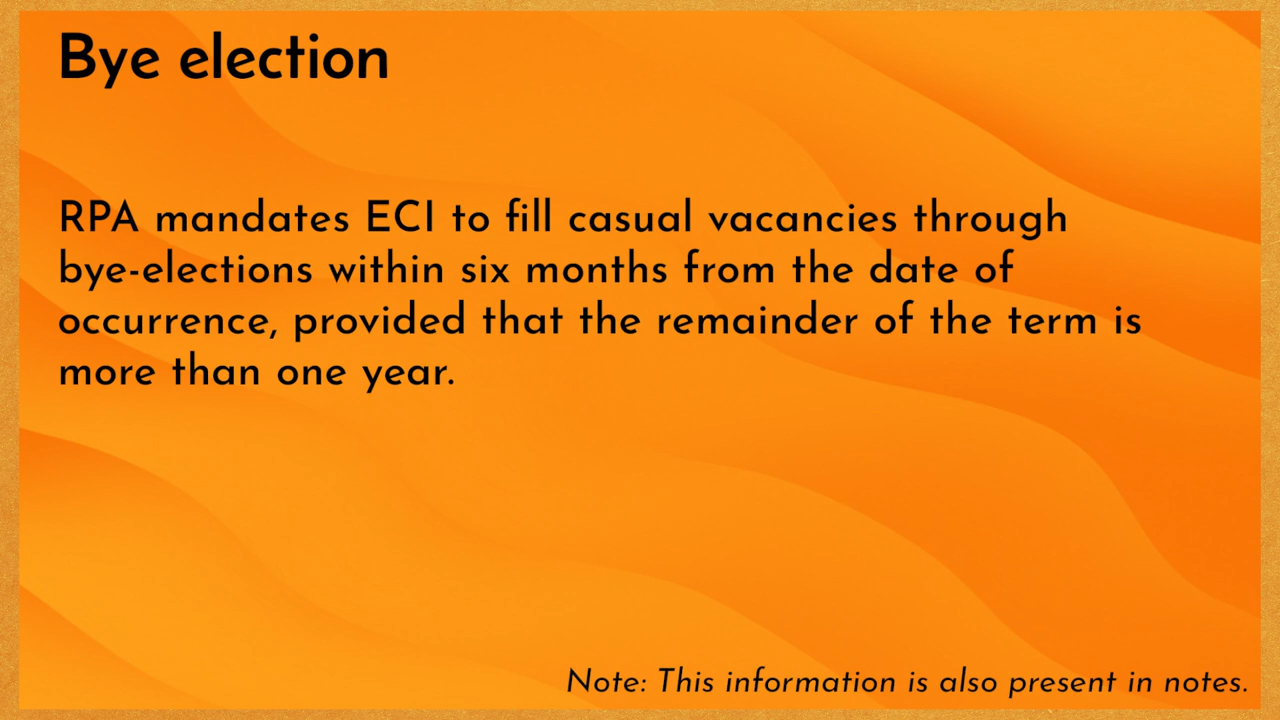 Bye election
RPA mandates ECI to fill casual vacancies through
bye-elections within six months from the date of
occurrence, provided that the remainder of the term is
more than one year.
Note: This information is also present in notes.